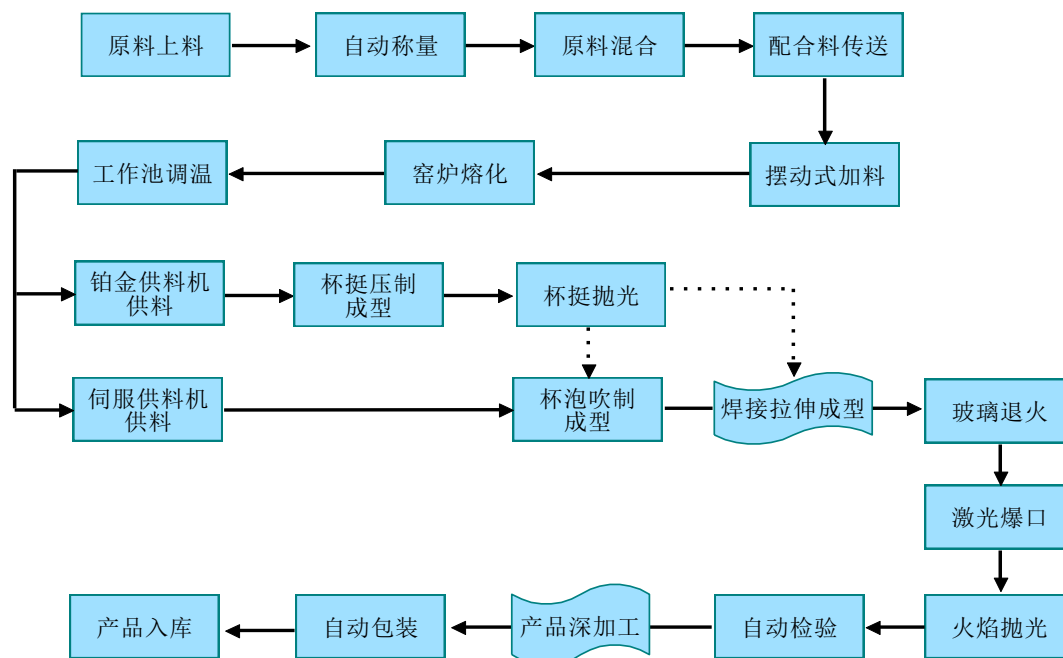 原料上料
自动称量
原料混合
配合料传送
工作池调温
窑炉熔化
摆动式加料
铂金供料机
供料
杯挺压制
成型
杯挺抛光
伺服供料机
供料
杯泡吹制
成型
焊接拉伸成型
玻璃退火
激光爆口
产品入库
自动包装
产品深加工
自动检验
火焰抛光